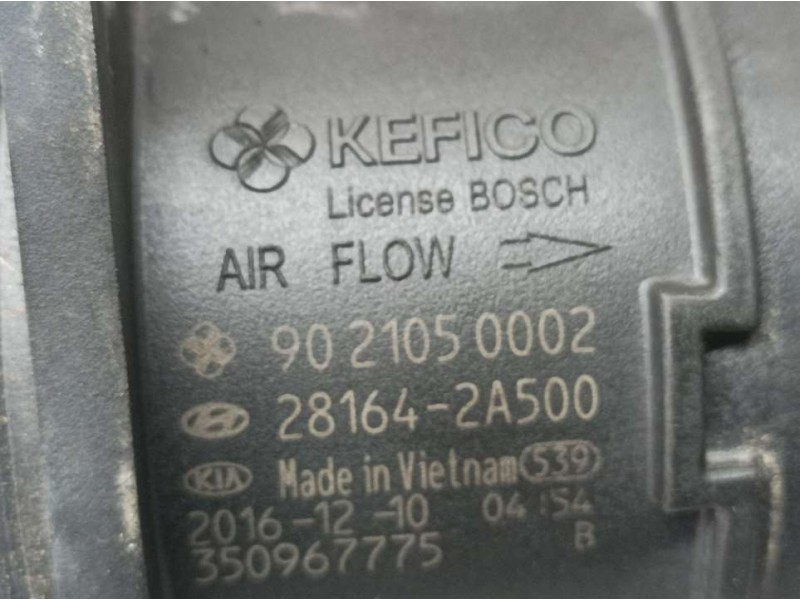 KEFICO
License BOSCH
AIR FLOW
90 2105 0002
28164-2A500
KIA Made in Vietnam 539
2016-12-10 04:54
350967775 B